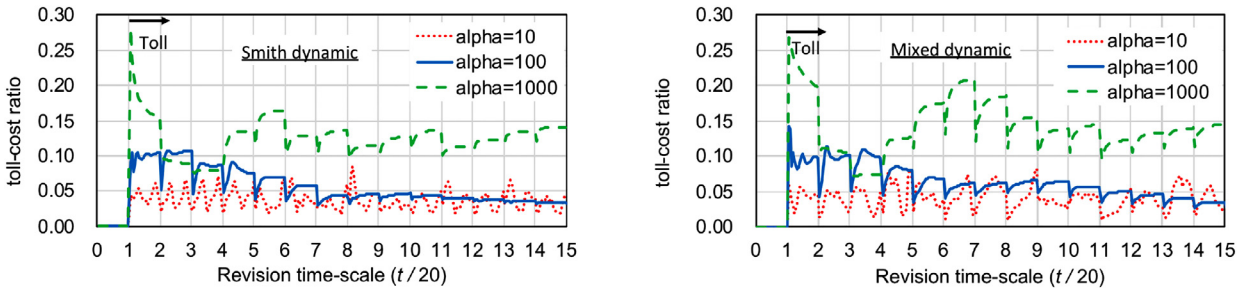 0.30
0.25
0.20
0.15
0.10
0.05
0.00
toll-cost ratio
Toll
Smith dynamic
alpha=10
alpha=100
alpha=1000
0 1 2 3 4 5 6 7 8 9 10 11 12 13 14 15
Revision time-scale (t / 20)
0.30
0.25
0.20
0.15
0.10
0.05
0.00
toll-cost ratio
Toll
Mixed dynamic
alpha=10
alpha=100
alpha=1000
0 1 2 3 4 5 6 7 8 9 10 11 12 13 14 15
Revision time-scale (t / 20)